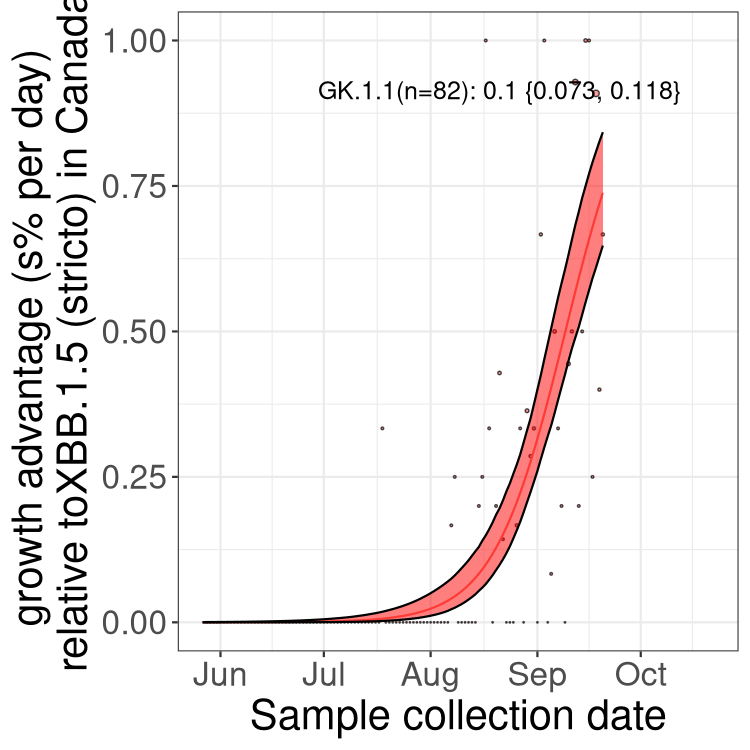 growth advantage (s% per day)
relative toXBB.1.5 (stricto) in Canada
1.00
0.75
0.50
0.25
0.00
GK.1.1(n=82): 0.1 {0.073, 0.118}
Jun Jul Aug Sep Oct
Sample collection date